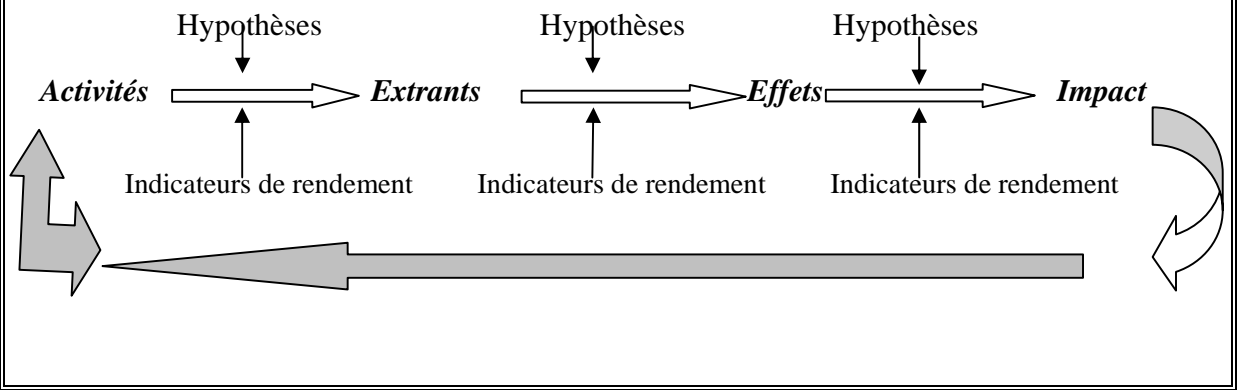 Hypothèses Hypothèses Hypothèses
Activités Extrants Effets Impact
Indicateurs de rendement Indicateurs de rendement Indicateurs de rendement